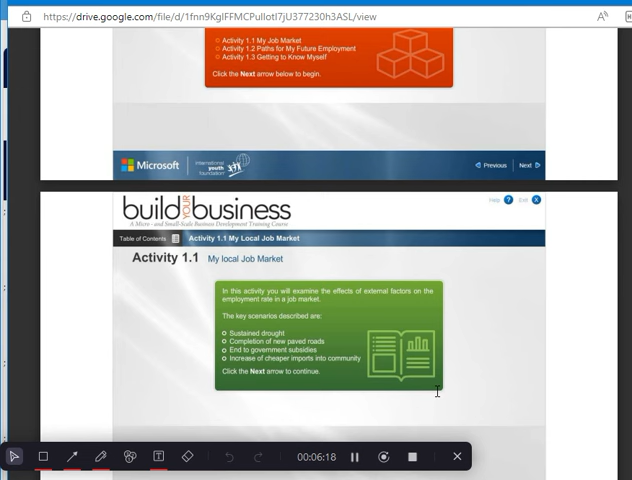 https://drive.google.com/file/d/1fnn9KgIFFMCPuIlotI7jU377230h3ASL/view
Activity 1.1 My Job Market
Activity 1.2 Paths for My Future Employment
Activity 1.3 Getting to Know Myself
Click the Next arrow below to begin.
Microsoft
international
youth
foundation
Previous
Next
build YOUR business
A Micro - and Small-Scale Business Development Training Course
Help ? Exit X
Table of Contents
Activity 1.1 My Local Job Market
Activity 1.1 My local Job Market
In this activity you will examine the effects of external factors on the
employment rate in a job market.
The key scenarios described are:
Sustained drought
Completion of new paved roads
End to government subsidies
Increase of cheaper imports into community
Click the Next arrow to continue.
00:06:18